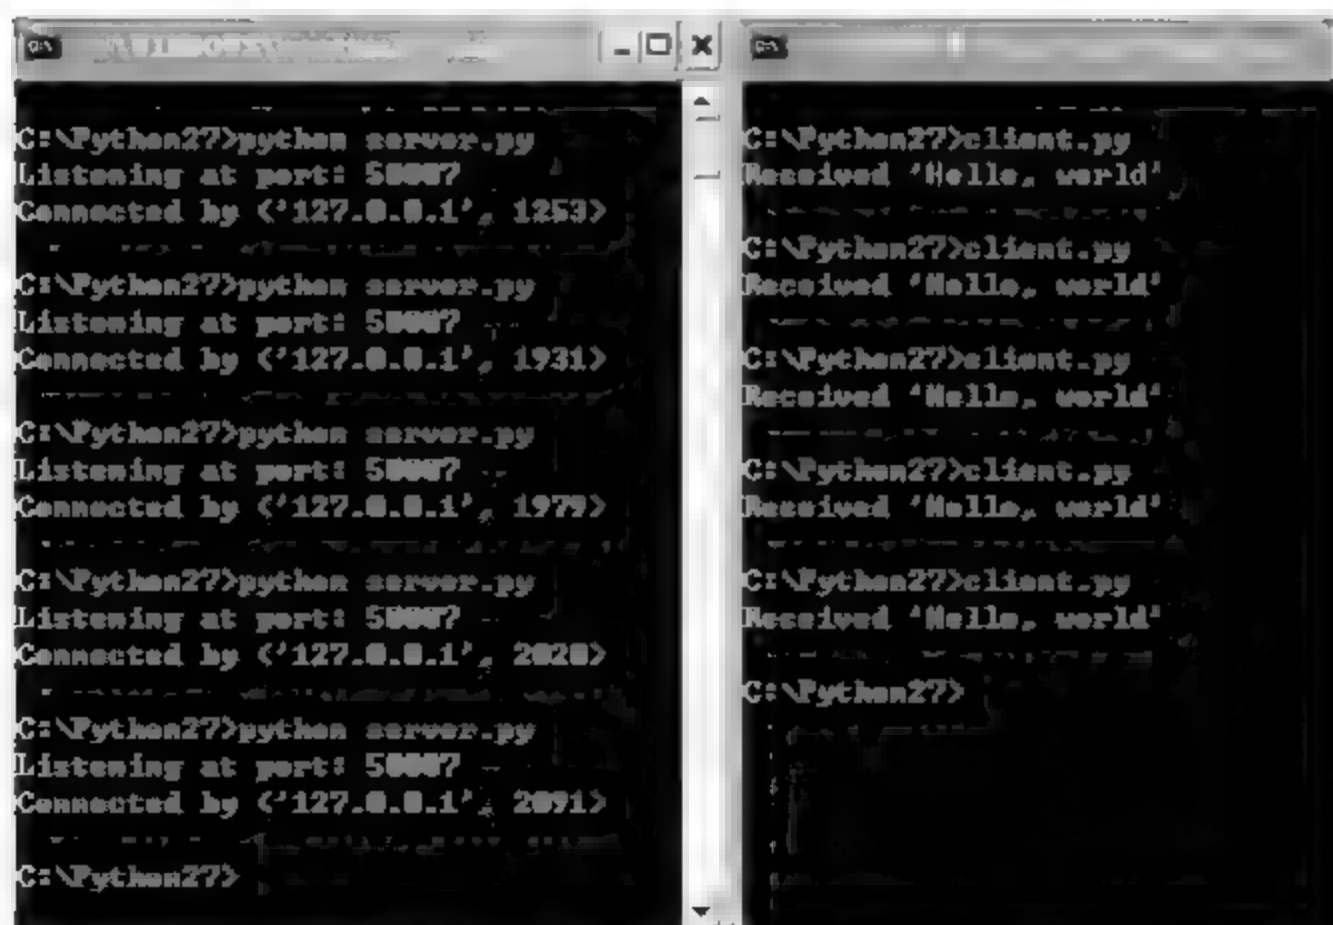 C:\Python27>python server.py
Listening at port: 50007
Connected by ('127.0.0.1', 1253)
C:\Python27>python server.py
Listening at port: 50007
Connected by ('127.0.0.1', 1931)
C:\Python27>python server.py
Listening at port: 50007
Connected by ('127.0.0.1', 1979)
C:\Python27>python server.py
Listening at port: 50007
Connected by ('127.0.0.1', 2020)
C:\Python27>python server.py
Listening at port: 50007
Connected by ('127.0.0.1', 2091)
C:\Python27>
C:\Python27>client.py
Received 'Hello, world'
C:\Python27>client.py
Received 'Hello, world'
C:\Python27>client.py
Received 'Hello, world'
C:\Python27>client.py
Received 'Hello, world'
C:\Python27>client.py
Received 'Hello, world'
C:\Python27>